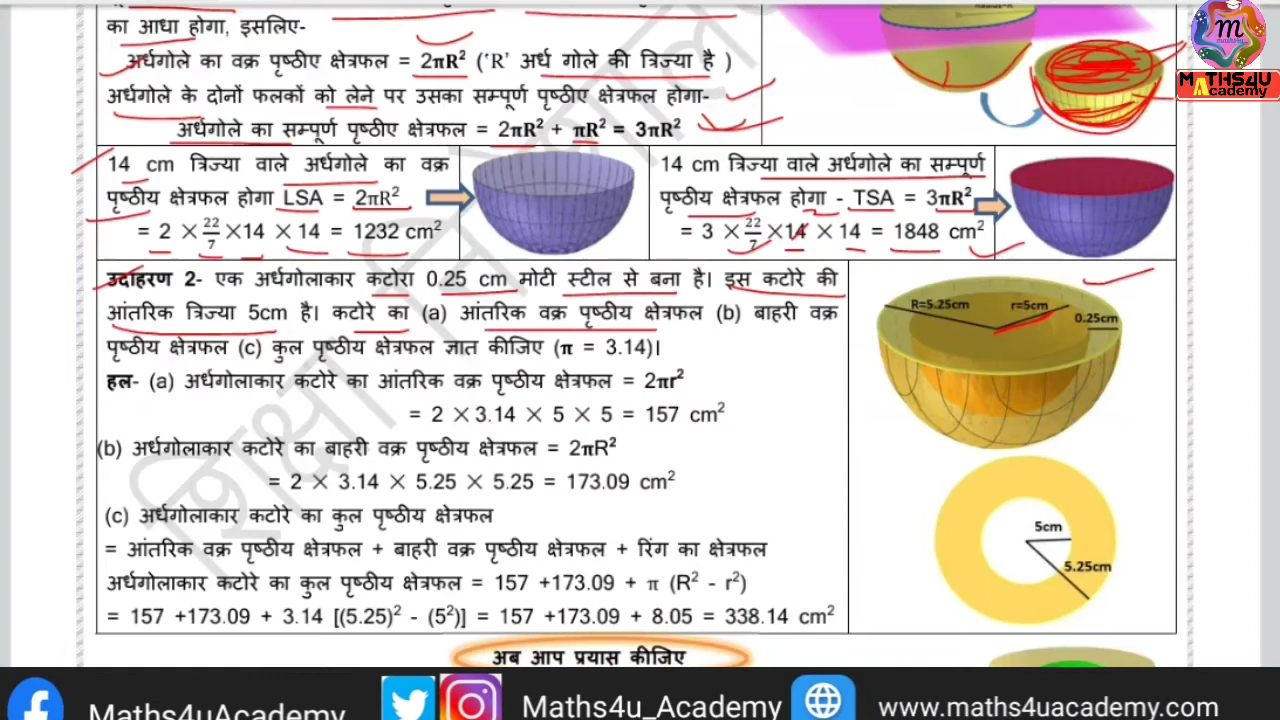 का आधा होगा, इसलिए-
अर्धगोले का वक्र पृष्ठीए क्षेत्रफल = 2πR² ('R' अर्ध गोले की त्रिज्या है )
अर्धगोले के दोनों फलकों को लेने पर उसका सम्पूर्ण पृष्ठीए क्षेत्रफल होगा-
अर्धगोले का सम्पूर्ण पृष्ठीए क्षेत्रफल = 2πR² + πR² = 3πR²
MATHS4U
Academy
14 cm त्रिज्या वाले अर्धगोले का वक्र
पृष्ठीय क्षेत्रफल होगा LSA = 2πR²
= 2 × 22/7 ×14 ×14 = 1232 cm²
14 cm त्रिज्या वाले अर्धगोले का सम्पूर्ण
पृष्ठीय क्षेत्रफल होगा - TSA = 3πR²
= 3 × 22/7 ×14 × 14 = 1848 cm²
उदाहरण 2- एक अर्धगोलाकार कटोरा 0.25 cm मोटी स्टील से बना है। इस कटोरे की
आंतरिक त्रिज्या 5cm है। कटोरे का (a) आंतरिक वक्र पृष्ठीय क्षेत्रफल (b) बाहरी वक्र
पृष्ठीय क्षेत्रफल (c) कुल पृष्ठीय क्षेत्रफल ज्ञात कीजिए (π = 3.14)।
हल- (a) अर्धगोलाकार कटोरे का आंतरिक वक्र पृष्ठीय क्षेत्रफल = 2πr²
= 2 ×3.14 × 5 × 5 = 157 cm²
(b) अर्धगोलाकार कटोरे का बाहरी वक्र पृष्ठीय क्षेत्रफल = 2πR²
= 2 × 3.14 × 5.25 × 5.25 = 173.09 cm²
(c) अर्धगोलाकार कटोरे का कुल पृष्ठीय क्षेत्रफल
= आंतरिक वक्र पृष्ठीय क्षेत्रफल + बाहरी वक्र पृष्ठीय क्षेत्रफल + रिंग का क्षेत्रफल
अर्धगोलाकार कटोरे का कुल पृष्ठीय क्षेत्रफल = 157 +173.09 + π (R² - r²)
= 157 +173.09 + 3.14 [(5.25)² - (5²)] = 157 +173.09 + 8.05 = 338.14 cm²
R=5.25cm
r=5cm
0.25cm
5cm
5.25cm
अब आप प्रयास कीजिए
Maths4uAcademy
Maths4u_Academy
www.maths4uacademy.com